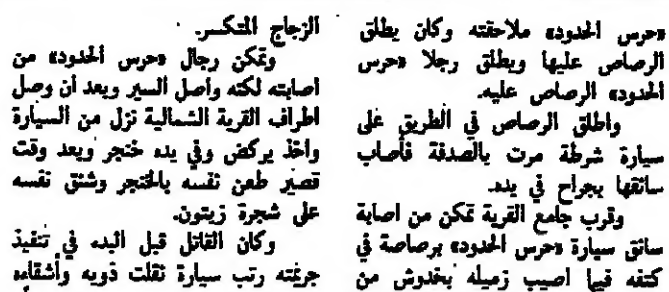 «حرس الحدود» ملاحقته وكان يطلق
الرصاص عليها ويطلق رجلا «حرس
الحدود» الرصاص عليه.
واطلق الرصاص في الطريق على
سيارة شرطة مرت بالصدفة فأصاب
سائقها بجراح في يده.
وقرب جامع القرية تمكن من اصابة
سائق سيارة «حرس الحدود» برصاصة في
كتفه فيما اصيب زميله بخدوش من
الزجاج المتكسر.
وتمكن رجال «حرس الحدود» من
اصابته لكنه واصل السير وبعد ان وصل
اطراف القرية الشمالية نزل من السيارة
واخذ يركض وفي يده خنجر وبعد وقت
قصير طعن نفسه بالخنجر وشنق نفسه
على شجرة زيتون.
وكان القاتل قبل البدء في تنفيذ
جريمته رتب سيارة نقلت ذويه وأشقاءه